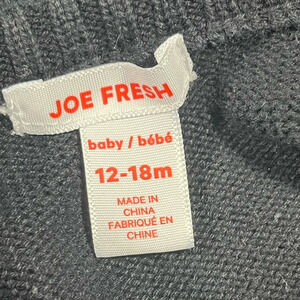 JOE FRESH
baby / bébé
12-18m
MADE IN
CHINA
FABRIQUÉ EN
CHINE